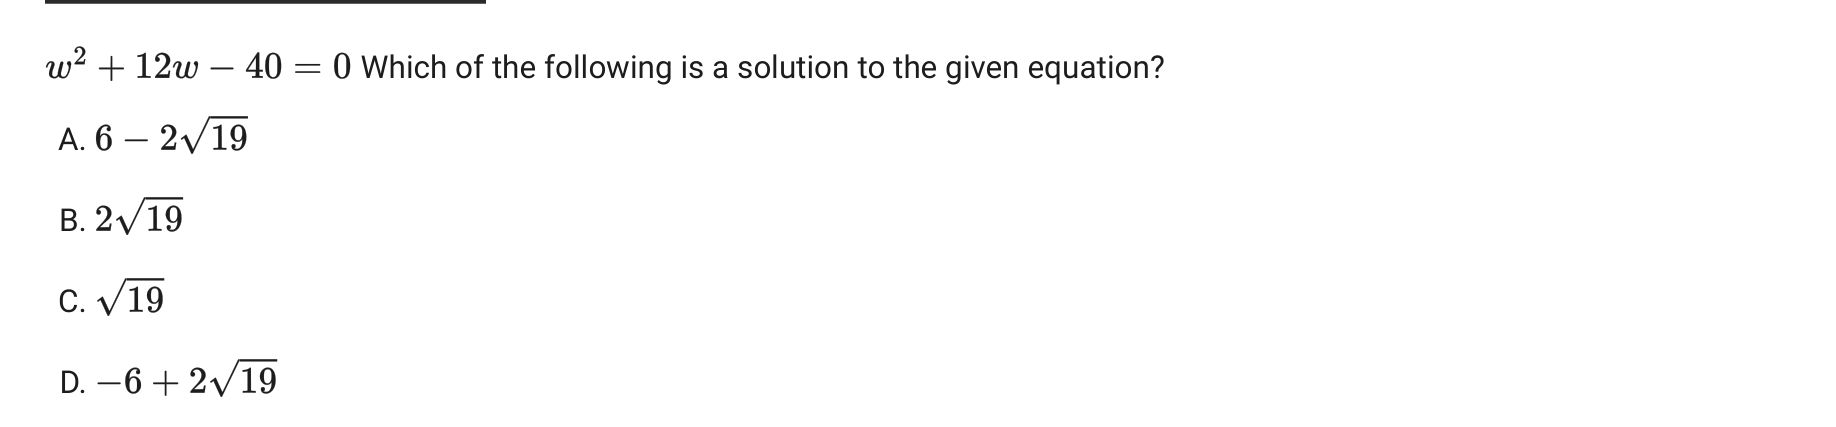 w² + 12w − 40 = 0 Which of the following is a solution to the given equation?
A. 6 − 2√19
B. 2√19
C. √19
D. −6 + 2√19